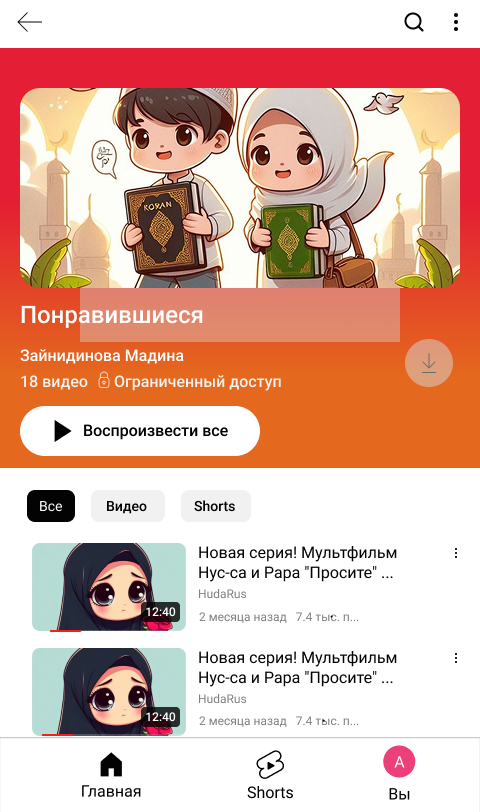 KORAN
Понравившиеся
Зайнидинова Мадина
18 видео Ограниченный доступ
Воспроизвести все
Все Видео Shorts
Новая серия! Мультфильм
Нус-са и Рара "Просите" ...
HudaRus
2 месяца назад 7.4 тыс. п...
12:40
Новая серия! Мультфильм
Нус-са и Рара "Просите" ...
HudaRus
2 месяца назад 7.4 тыс. п...
12:40
A
Главная Shorts Вы